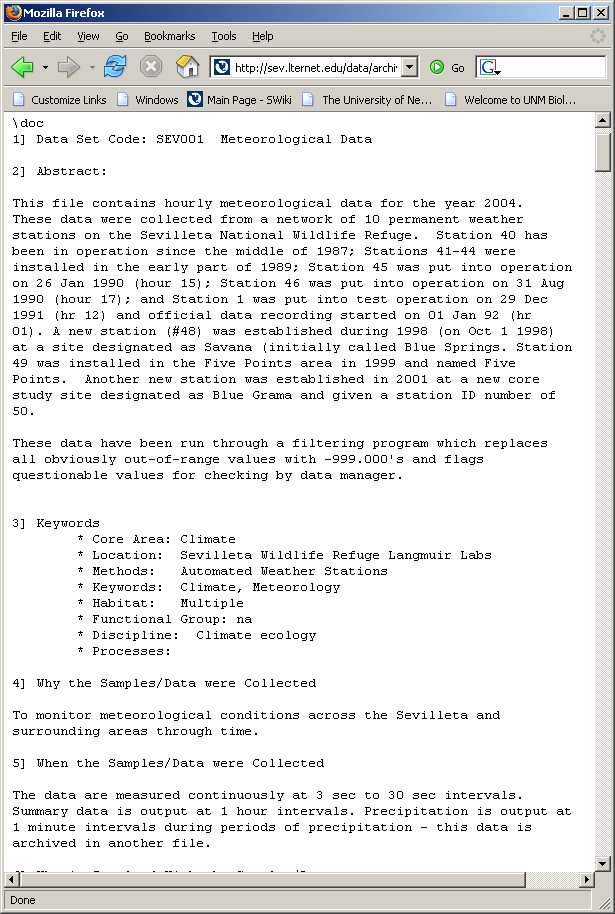 Mozilla Firefox
File Edit View Go Bookmarks Tools Help
http://sev.lternet.edu/data/archi Go G
Customize Links Windows Main Page - SWiki The University of Ne... Welcome to UNM Biol...
\doc
1] Data Set Code: SEV001  Meteorological Data
2] Abstract:
This file contains hourly meteorological data for the year 2004.
These data were collected from a network of 10 permanent weather
stations on the Sevilleta National Wildlife Refuge.  Station 40 has
been in operation since the middle of 1987; Stations 41-44 were
installed in the early part of 1989; Station 45 was put into operation
on 26 Jan 1990 (hour 15); Station 46 was put into operation on 31 Aug
1990 (hour 17); and Station 1 was put into test operation on 29 Dec
1991 (hr 12) and official data recording started on 01 Jan 92 (hr
01). A new station (#48) was established during 1998 (on Oct 1 1998)
at a site designated as Savana (initially called Blue Springs. Station
49 was installed in the Five Points area in 1999 and named Five
Points.  Another new station was established in 2001 at a new core
study site designated as Blue Grama and given a station ID number of
50.
These data have been run through a filtering program which replaces
all obviously out-of-range values with -999.000's and flags
questionable values for checking by data manager.
3] Keywords
* Core Area: Climate
* Location:  Sevilleta Wildlife Refuge Langmuir Labs
* Methods:   Automated Weather Stations
* Keywords:  Climate, Meteorology
* Habitat:   Multiple
* Functional Group: na
* Discipline:  Climate ecology
* Processes:
4] Why the Samples/Data were Collected
To monitor meteorological conditions across the Sevilleta and
surrounding areas through time.
5] When the Samples/Data were Collected
The data are measured continuously at 3 sec to 30 sec intervals.
Summary data is output at 1 hour intervals. Precipitation is output at
1 minute intervals during periods of precipitation - this data is
archived in another file.
Done